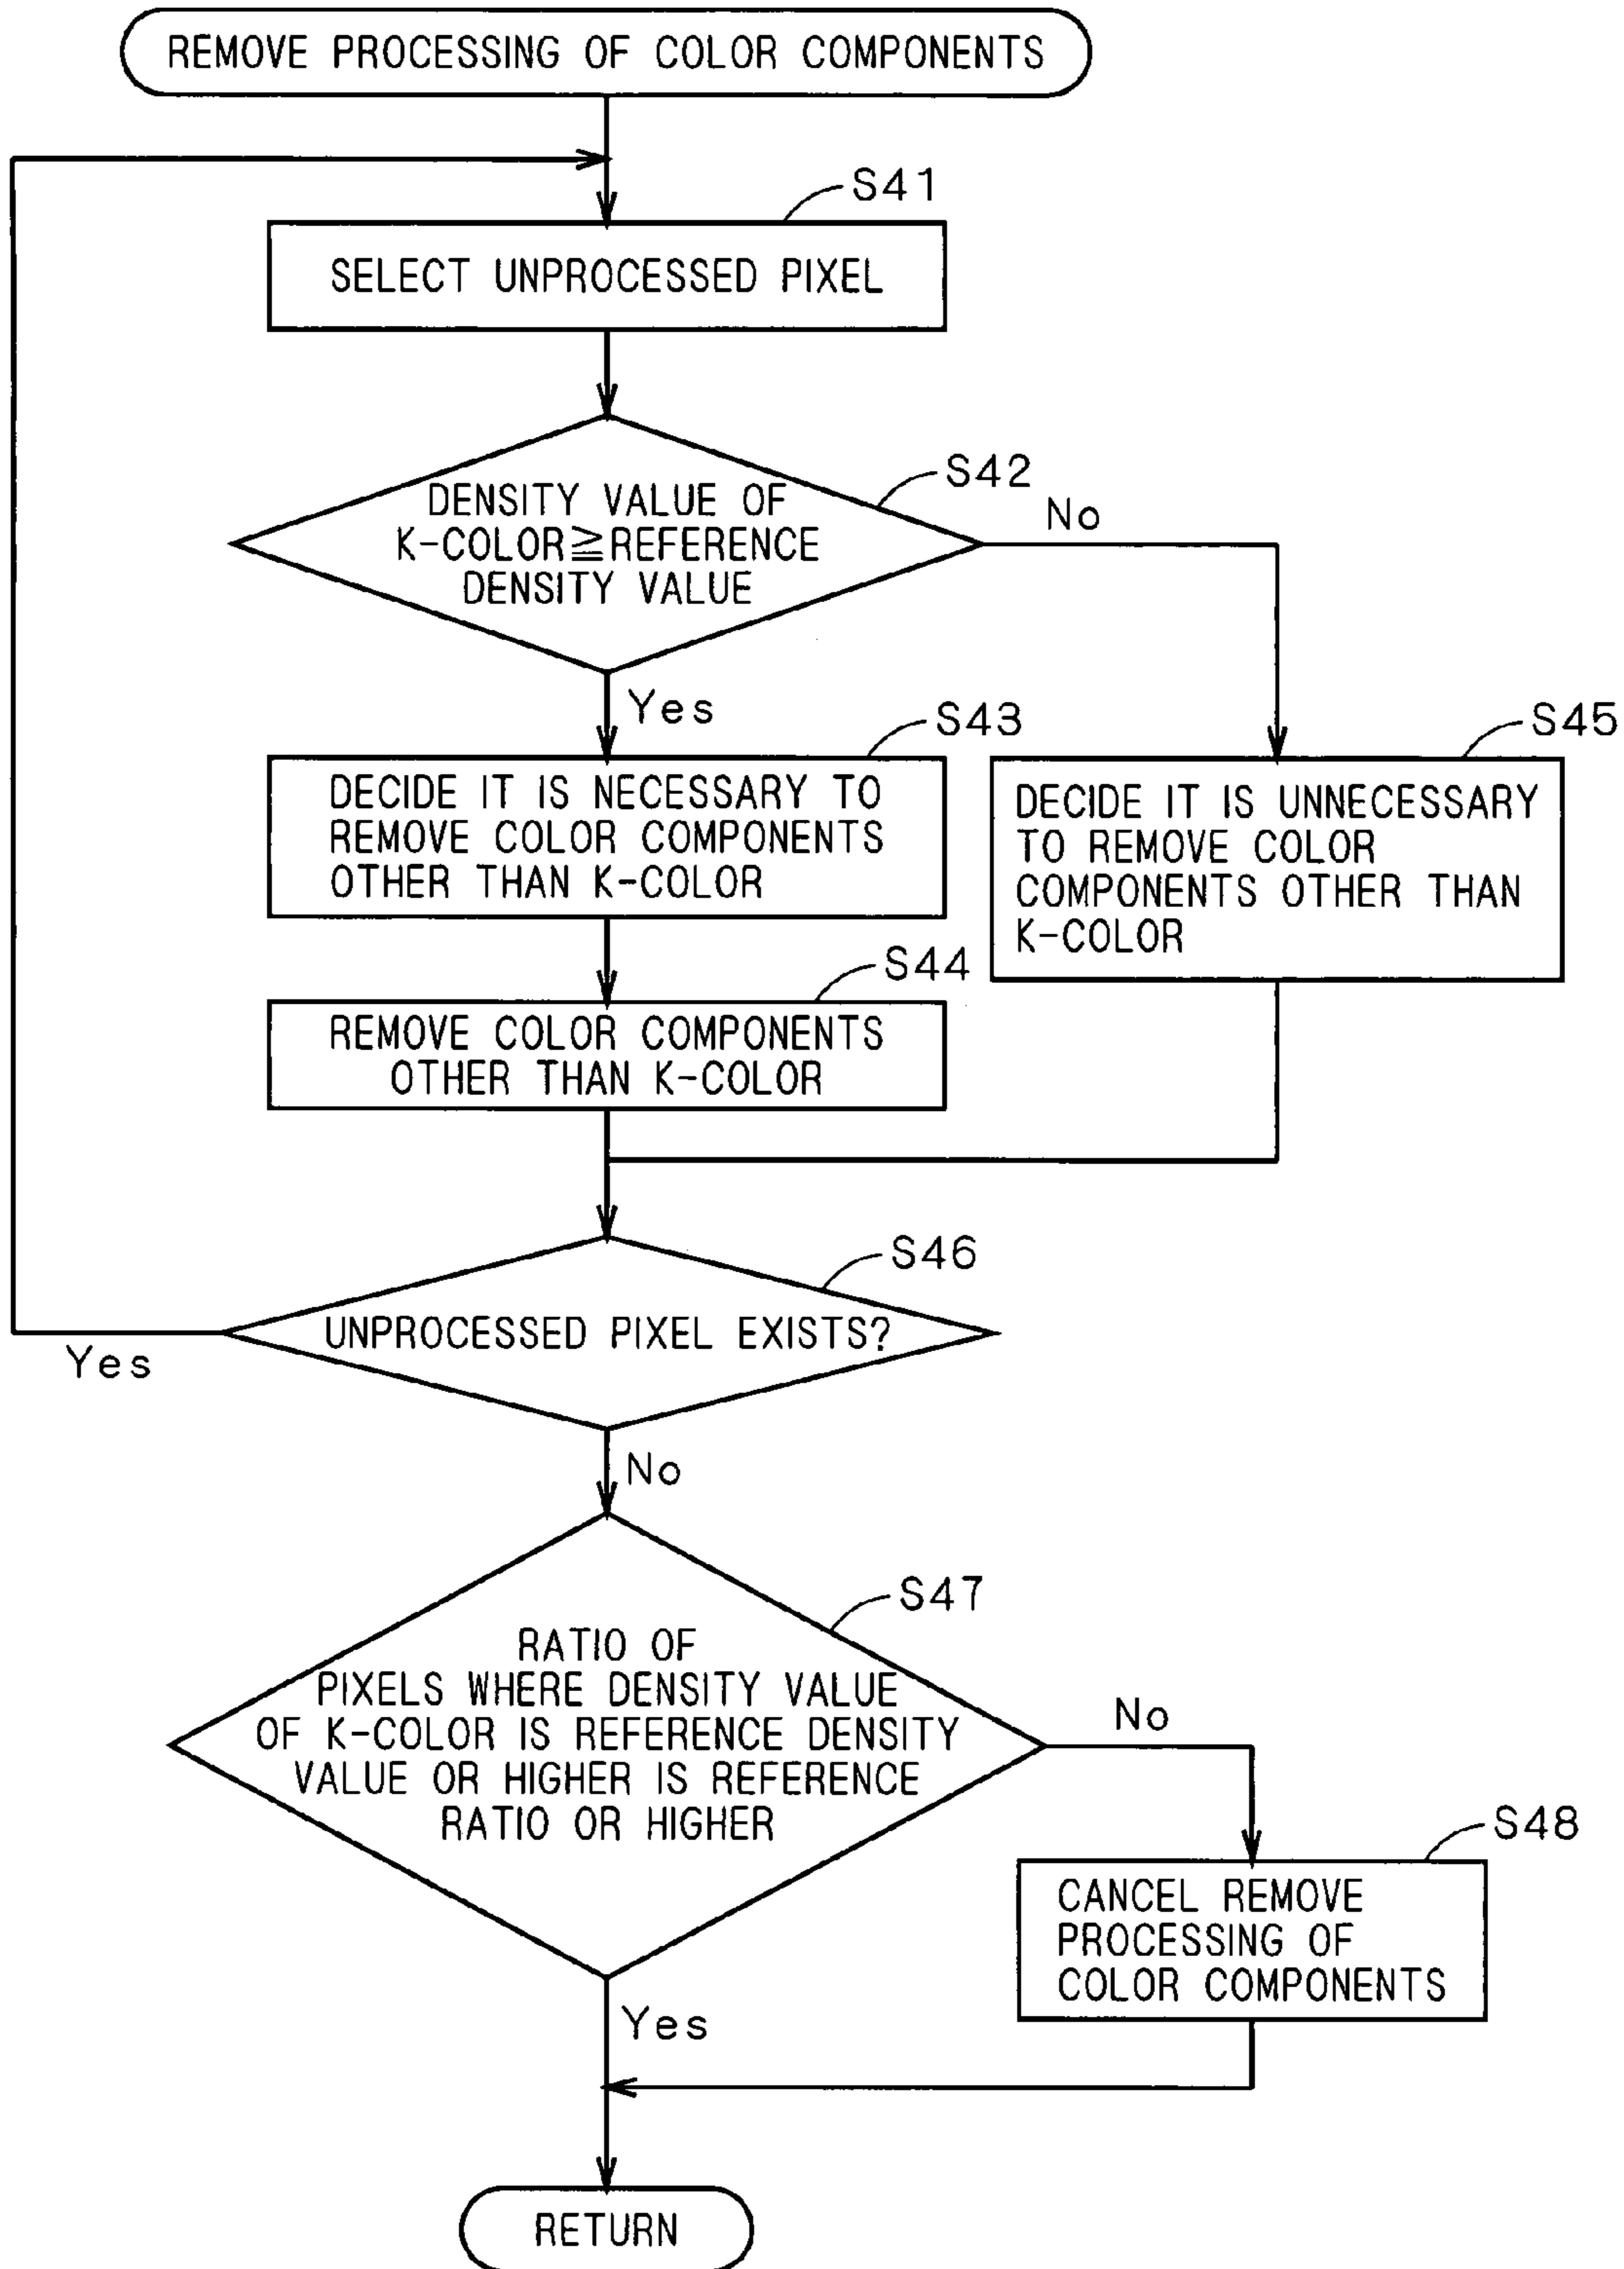 REMOVE PROCESSING OF COLOR COMPONENTS
S41
SELECT UNPROCESSED PIXEL
S42
DENSITY VALUE OF
K-COLOR≧REFERENCE
DENSITY VALUE
No
Yes
S43
DECIDE IT IS NECESSARY TO
REMOVE COLOR COMPONENTS
OTHER THAN K-COLOR
S45
DECIDE IT IS UNNECESSARY
TO REMOVE COLOR
COMPONENTS OTHER THAN
K-COLOR
S44
REMOVE COLOR COMPONENTS
OTHER THAN K-COLOR
S46
UNPROCESSED PIXEL EXISTS?
Yes
No
S47
RATIO OF
PIXELS WHERE DENSITY VALUE
OF K-COLOR IS REFERENCE DENSITY
VALUE OR HIGHER IS REFERENCE
RATIO OR HIGHER
No
S48
CANCEL REMOVE
PROCESSING OF
COLOR COMPONENTS
Yes
RETURN